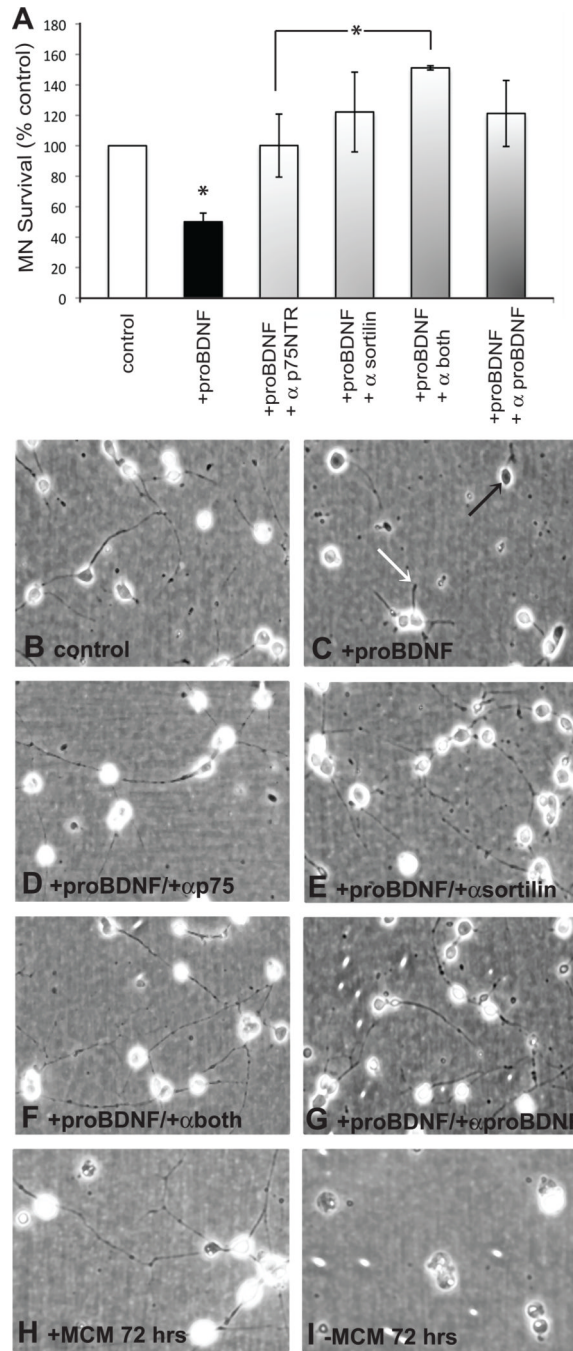 A
MN Survival (% control)
180
160
140
120
100
80
60
40
20
0
*
*
control
+proBDNF
+proBDNF
+ α p75NTR
+proBDNF
+ α sortilin
+proBDNF
+ α both
+proBDNF
+ α proBDNF
B control
C +proBDNF
D +proBDNF/+αp75
E +proBDNF/+αsortilin
F +proBDNF/+αboth
G +proBDNF/+αproBDNF
H +MCM 72 hrs
I -MCM 72 hrs